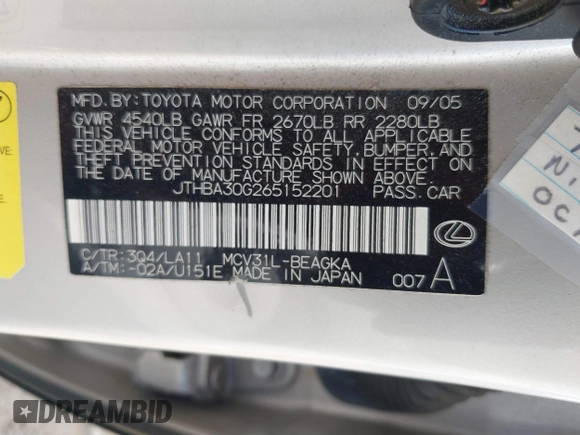 MFD.BY:TOYOTA MOTOR CORPORATION 09/05
GVWR 4540LB GAWR FR 2670LB RR 2280LB
THIS VEHICLE CONFORMS TO ALL APPLICABLE
FEDERAL MOTOR VEHICLE SAFETY,BUMPER,AND
THEFT PREVENTION STANDARDS IN EFFECT ON
THE DATE OF MANUFACTURE SHOWN ABOVE.
JTHBA30G265152201 PASS.CAR
C/TR:3Q4/LA11 MCV31L-BEAGKA
A/TM:-02A/U151E MADE IN JAPAN 007 A
DREAMBID